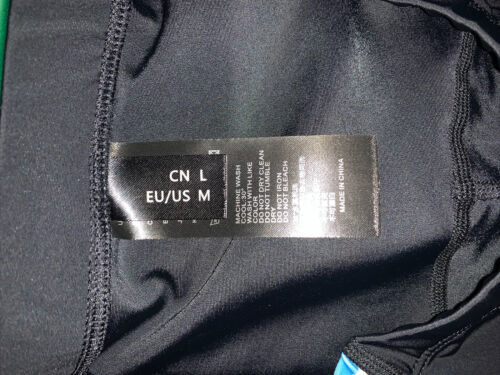 CN L
EU/US M
MACHINE WASH
COOL 30°
WASH WITH LIKE
COLOR
DO NOT DRY CLEAN
DO NOT TUMBLE
DRY
DO NOT IRON
DO NOT BLEACH
MADE IN CHINA